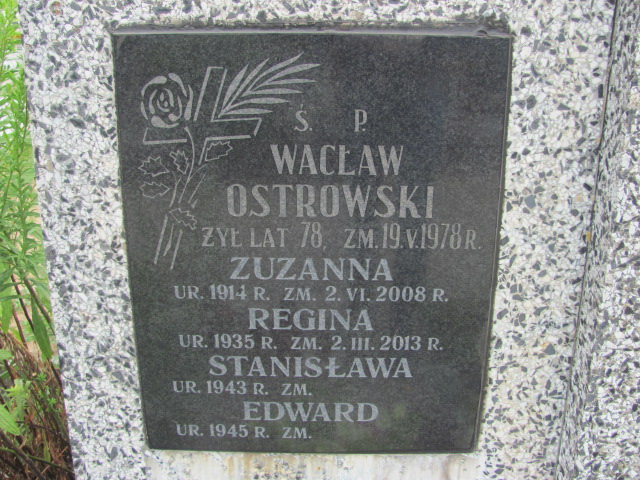 Ś. P.
WACŁAW
OSTROWSKI
ŻYŁ LAT 78, ZM. 19.V.1978 R.
ZUZANNA
UR. 1914 R. ZM. 2. VI. 2008 R.
REGINA
UR. 1935 R. ZM. 2. III. 2013 R.
STANISŁAWA
UR. 1943 R. ZM.
EDWARD
UR. 1945 R. ZM.